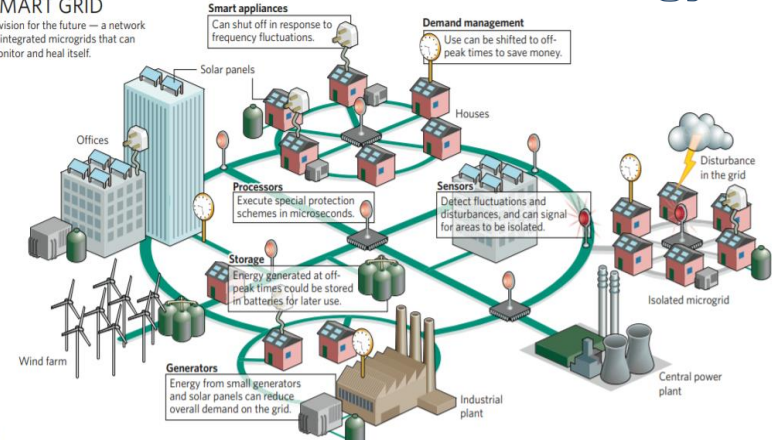 SMART GRID
vision for the future — a network
integrated microgrids that can
monitor and heal itself.
Smart appliances
Can shut off in response to
frequency fluctuations.
Demand management
Use can be shifted to off-
peak times to save money.
Solar panels
Houses
Offices
Disturbance
in the grid
Processors
Execute special protection
schemes in microseconds.
Sensors
Detect fluctuations and
disturbances, and can signal
for areas to be isolated.
Storage
Energy generated at off-
peak times could be stored
in batteries for later use.
Isolated microgrid
Wind farm
Generators
Energy from small generators
and solar panels can reduce
overall demand on the grid.
Industrial
plant
Central power
plant